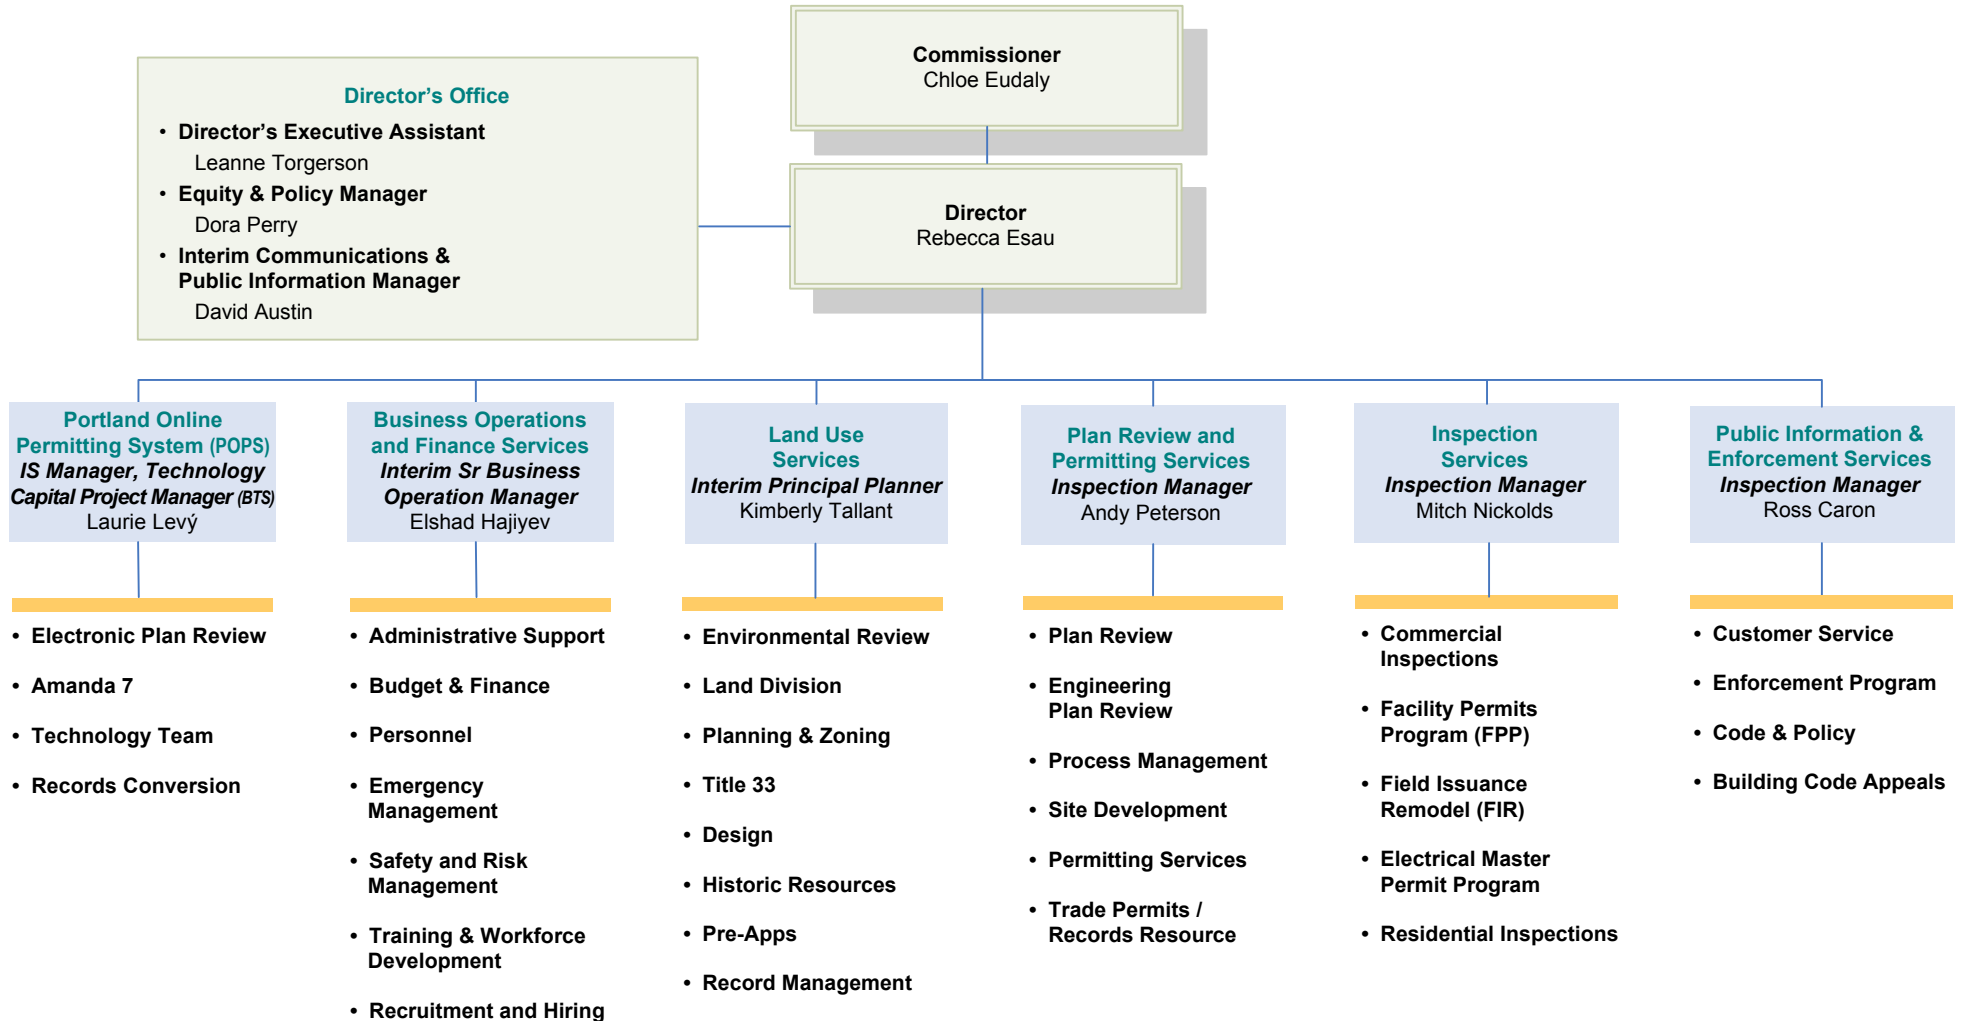 Commissioner
Chloe Eudaly
Director's Office
• Director's Executive Assistant
Leanne Torgerson
• Equity & Policy Manager
Dora Perry
• Interim Communications &
Public Information Manager
David Austin
Director
Rebecca Esau
Portland Online
Permitting System (POPS)
IS Manager, Technology
Capital Project Manager (BTS)
Laurie Levý
Business Operations
and Finance Services
Interim Sr Business
Operation Manager
Elshad Hajiyev
Land Use
Services
Interim Principal Planner
Kimberly Tallant
Plan Review and
Permitting Services
Inspection Manager
Andy Peterson
Inspection
Services
Inspection Manager
Mitch Nickolds
Public Information &
Enforcement Services
Inspection Manager
Ross Caron
• Electronic Plan Review
• Amanda 7
• Technology Team
• Records Conversion
• Administrative Support
• Budget & Finance
• Personnel
• Emergency
Management
• Safety and Risk
Management
• Training & Workforce
Development
• Recruitment and Hiring
• Environmental Review
• Land Division
• Planning & Zoning
• Title 33
• Design
• Historic Resources
• Pre-Apps
• Record Management
• Plan Review
• Engineering
Plan Review
• Process Management
• Site Development
• Permitting Services
• Trade Permits /
Records Resource
• Commercial
Inspections
• Facility Permits
Program (FPP)
• Field Issuance
Remodel (FIR)
• Electrical Master
Permit Program
• Residential Inspections
• Customer Service
• Enforcement Program
• Code & Policy
• Building Code Appeals